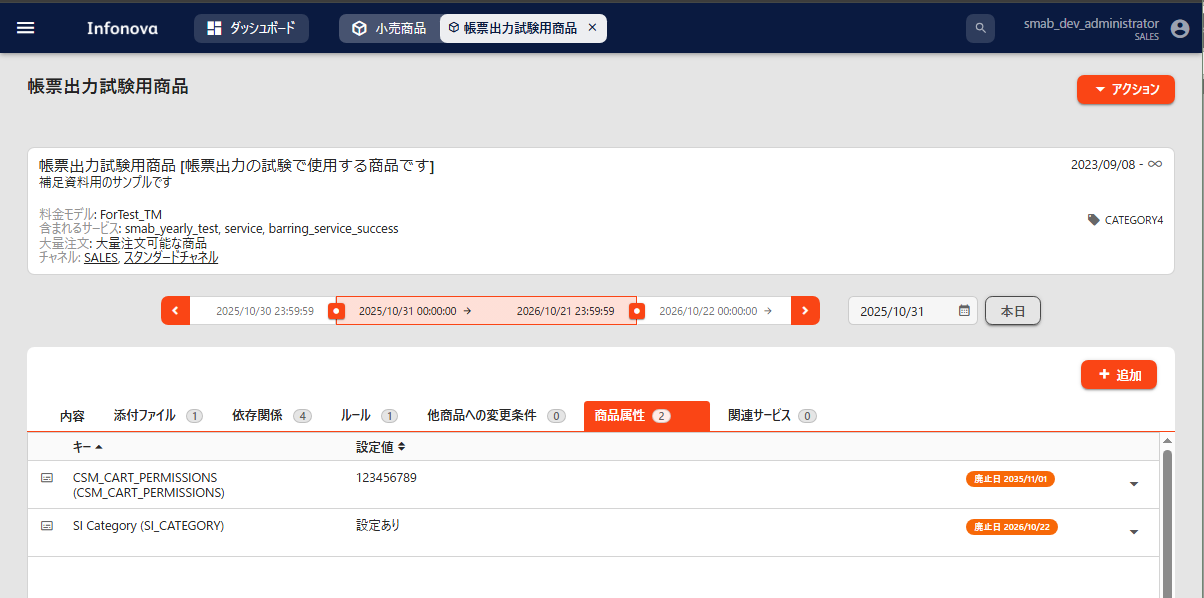 Infonova
ダッシュボード
小売商品
帳票出力試験用商品 ×
smab_dev_administrator
SALES
帳票出力試験用商品
アクション
帳票出力試験用商品 [帳票出力の試験で使用する商品です]
2023/09/08 - ∞
補足資料用のサンプルです
料金モデル: ForTest_TM
含まれるサービス: smab_yearly_test, service, barring_service_success
CATEGORY4
大量注文: 大量注文可能な商品
チャネル: SALES, スタンダードチャネル
2025/10/30 23:59:59
2025/10/31 00:00:00 →
2026/10/21 23:59:59
2026/10/22 00:00:00 →
2025/10/31
本日
+ 追加
内容
添付ファイル 1
依存関係 4
ルール 1
他商品への変更条件 0
商品属性 2
関連サービス 0
キー
設定値
CSM_CART_PERMISSIONS
(CSM_CART_PERMISSIONS)
123456789
廃止日 2035/11/01
SI Category (SI_CATEGORY)
設定あり
廃止日 2026/10/22